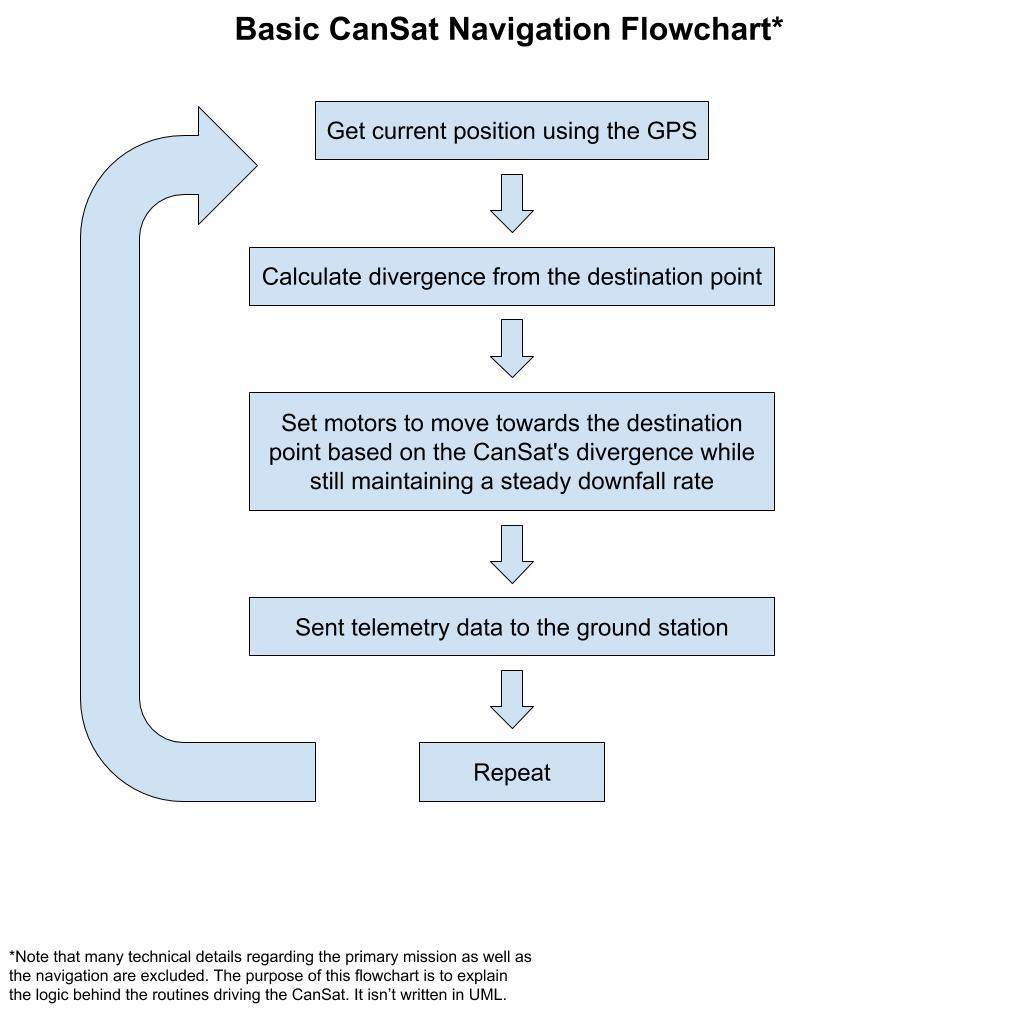 Basic CanSat Navigation Flowchart*
Get current position using the GPS
Calculate divergence from the destination point
Set motors to move towards the destination
point based on the CanSat's divergence while
still maintaining a steady downfall rate
Sent telemetry data to the ground station
Repeat
*Note that many technical details regarding the primary mission as well as
the navigation are excluded. The purpose of this flowchart is to explain
the logic behind the routines driving the CanSat. It isn’t written in UML.